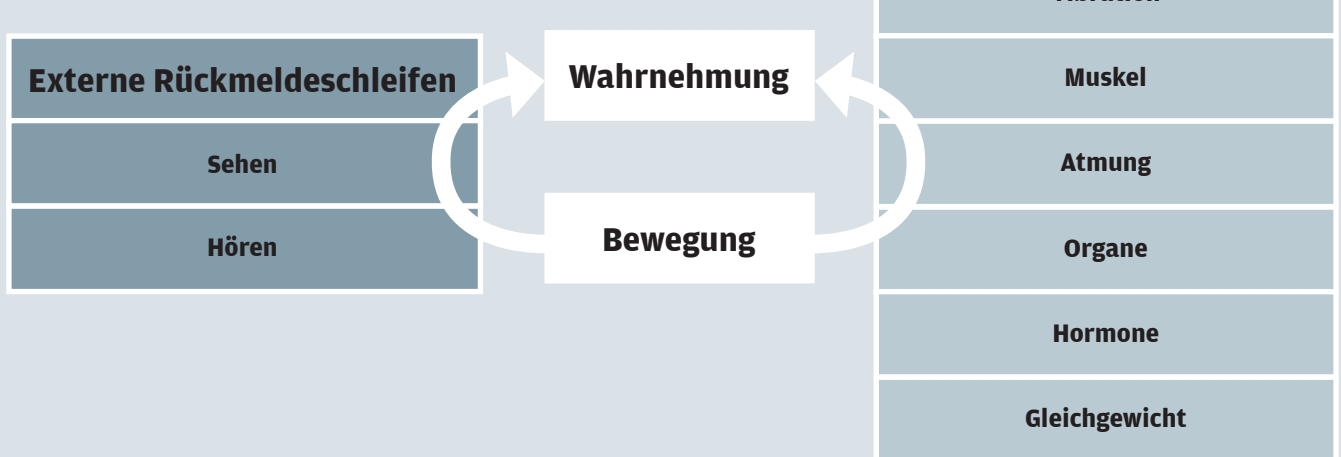 Externe Rückmeldeschleifen
Sehen
Hören
Wahrnehmung
Bewegung
Muskel
Atmung
Organe
Hormone
Gleichgewicht